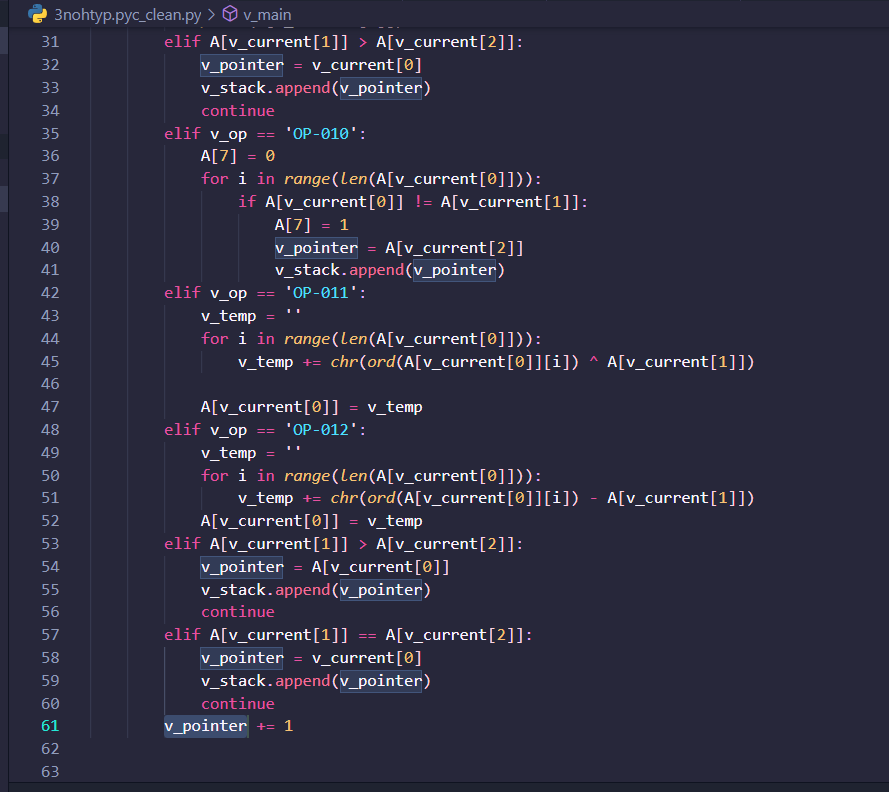 3nohtyp.pyc_clean.py > v_main
31 elif A[v_current[1]] > A[v_current[2]]:
32 v_pointer = v_current[0]
33 v_stack.append(v_pointer)
34 continue
35 elif v_op == 'OP-010':
36 A[7] = 0
37 for i in range(len(A[v_current[0]])):
38 if A[v_current[0]] != A[v_current[1]]:
39 A[7] = 1
40 v_pointer = A[v_current[2]]
41 v_stack.append(v_pointer)
42 elif v_op == 'OP-011':
43 v_temp = ''
44 for i in range(len(A[v_current[0]])):
45 v_temp += chr(ord(A[v_current[0]][i]) ^ A[v_current[1]])
46
47 A[v_current[0]] = v_temp
48 elif v_op == 'OP-012':
49 v_temp = ''
50 for i in range(len(A[v_current[0]])):
51 v_temp += chr(ord(A[v_current[0]][i]) - A[v_current[1]])
52 A[v_current[0]] = v_temp
53 elif A[v_current[1]] > A[v_current[2]]:
54 v_pointer = A[v_current[0]]
55 v_stack.append(v_pointer)
56 continue
57 elif A[v_current[1]] == A[v_current[2]]:
58 v_pointer = v_current[0]
59 v_stack.append(v_pointer)
60 continue
61 v_pointer += 1
62
63